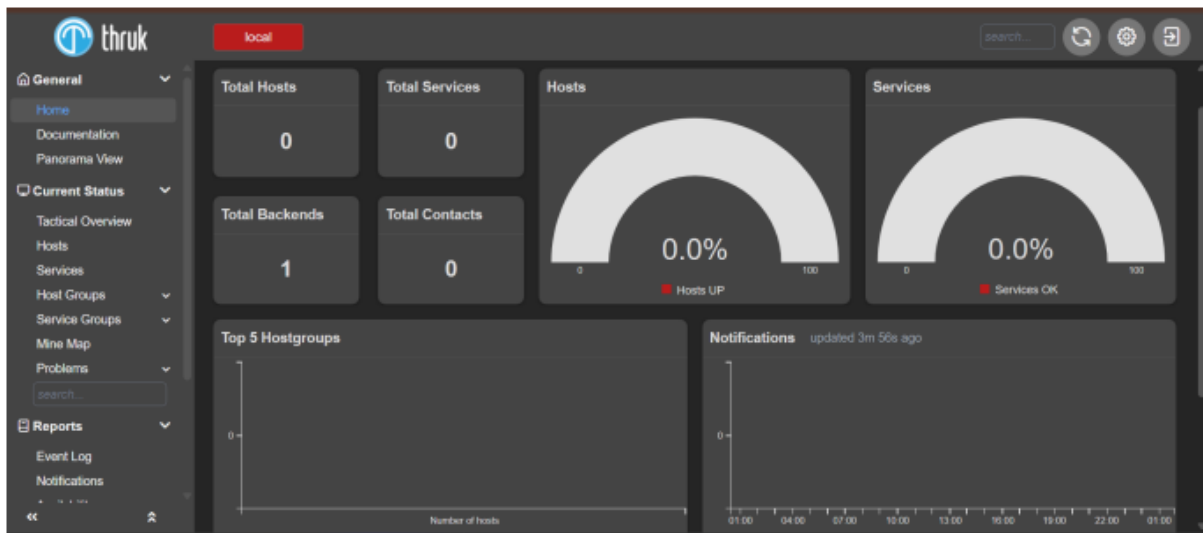 thruk
local
search...
General
Home
Documentation
Panorama View
Current Status
Tactical Overview
Hosts
Services
Host Groups
Service Groups
Mine Map
Problems
search...
Reports
Event Log
Notifications
Total Hosts
0
Total Services
0
Total Backends
1
Total Contacts
0
Hosts
0.0%
0 100
Hosts UP
Services
0.0%
0 100
Services OK
Top 5 Hostgroups
0
Number of hosts
Notifications updated 3m 56s ago
0
01:00 04:00 07:00 10:00 13:00 16:00 19:00 22:00 01:00